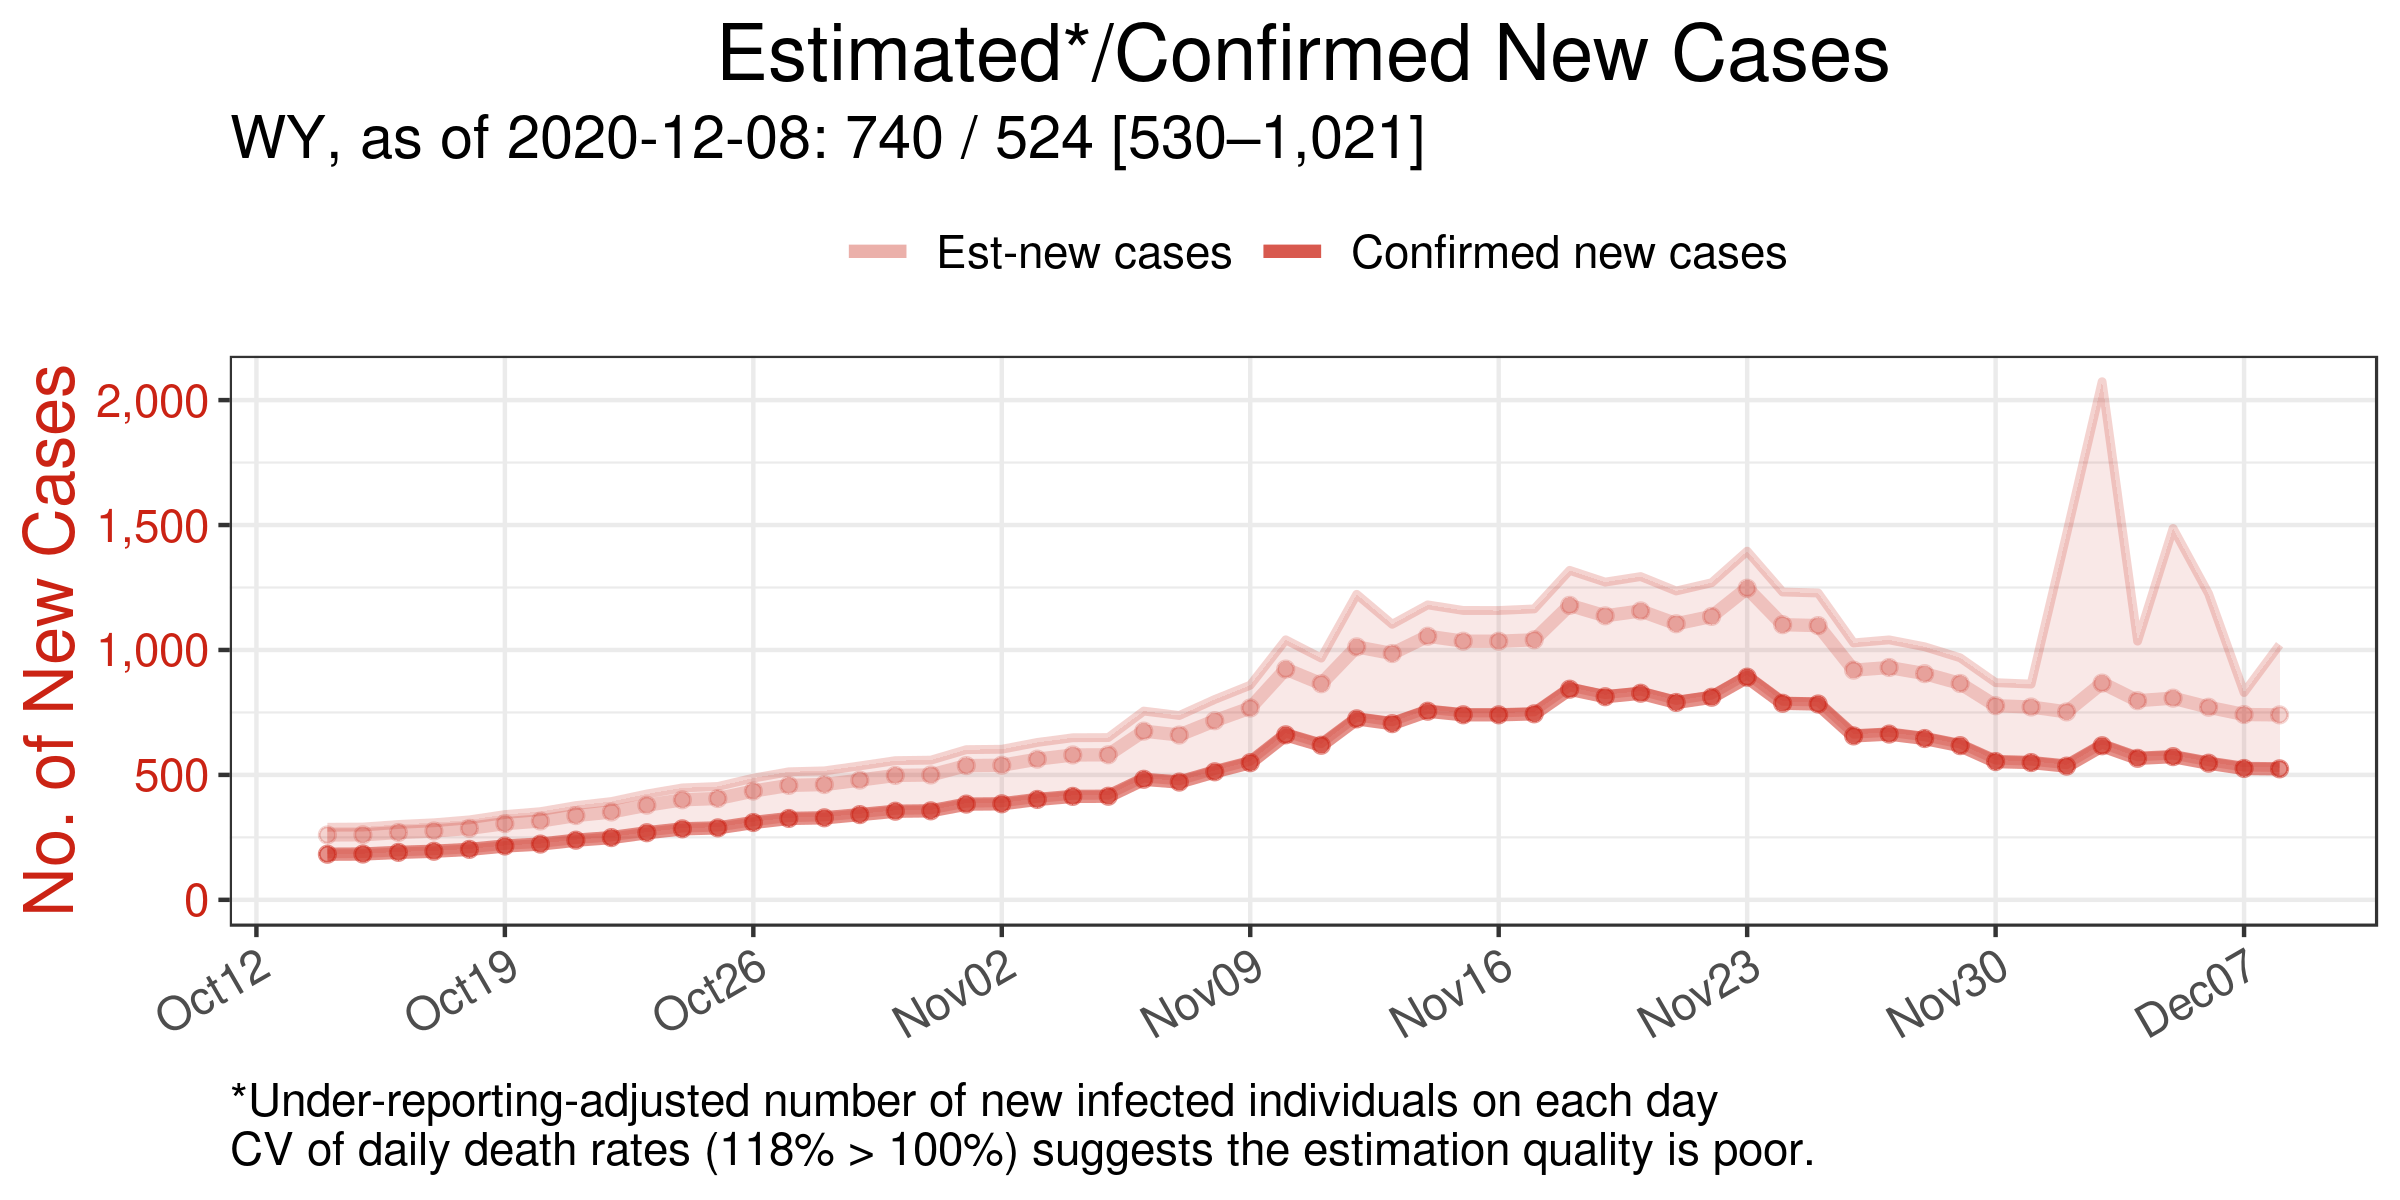 Estimated*/Confirmed New Cases
WY, as of 2020-12-08: 740 / 524 [530–1,021]
Est-new cases
Confirmed new cases
No. of New Cases
2,000
1,500
1,000
500
0
Oct12
Oct19
Oct26
Nov02
Nov09
Nov16
Nov23
Nov30
Dec07
*Under-reporting-adjusted number of new infected individuals on each day
CV of daily death rates (118% > 100%) suggests the estimation quality is poor.